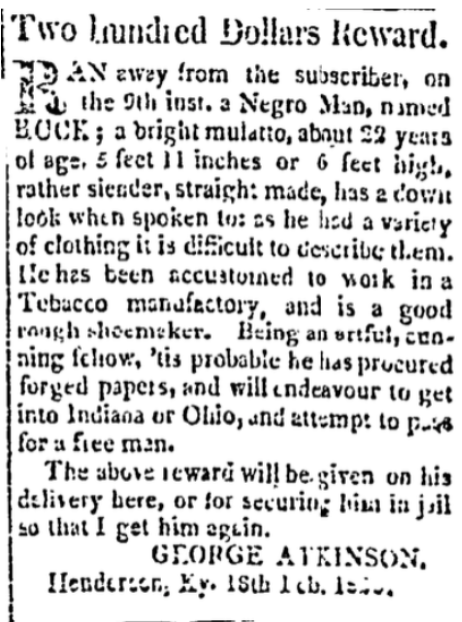 Two Hundred Dollars Reward.
RAN away from the subscriber, on
the 9th inst. a Negro Man, named
BUCK; a bright mulatto, about 22 years
of age, 5 feet 11 inches or 6 feet high,
rather slender, straight made, has a down
look when spoken to: as he had a variety
of clothing it is difficult to describe them.
He has been accustomed to work in a
Tobacco manufactory, and is a good
rough shoemaker. Being an artful, cun-
ning fellow, 'tis probable he has procured
forged papers, and will endeavour to get
into Indiana or Ohio, and attempt to pass
for a free man.
The above reward will be given on his
delivery here, or for securing him in jail
so that I get him again.
GEORGE ATKINSON.
Henderson, Ky. 18th Feb.